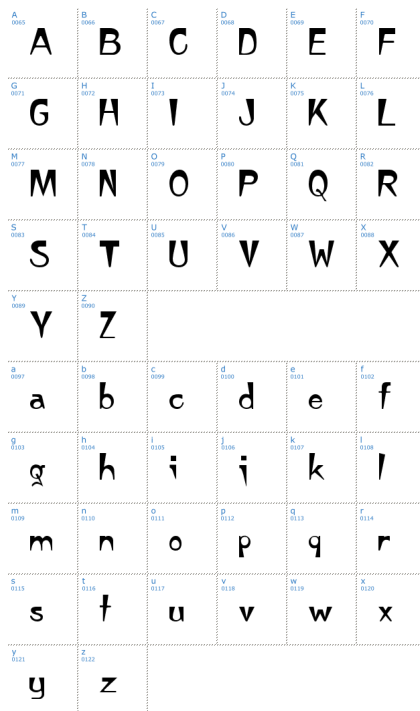 A B C D E F
0065 0066 0067 0068 0069 0070
A B C D E F
G H I J K L
0071 0072 0073 0074 0075 0076
G H I J K L
M N O P Q R
0077 0078 0079 0080 0081 0082
M N O P Q R
S T U V W X
0083 0084 0085 0086 0087 0088
S T U V W X
Y Z
0089 0090
Y Z
a b c d e f
0097 0098 0099 0100 0101 0102
a b c d e f
g h i j k l
0103 0104 0105 0106 0107 0108
g h i j k l
m n o p q r
0109 0110 0111 0112 0113 0114
m n o p q r
s t u v w x
0115 0116 0117 0118 0119 0120
s t u v w x
y z
0121 0122
y z